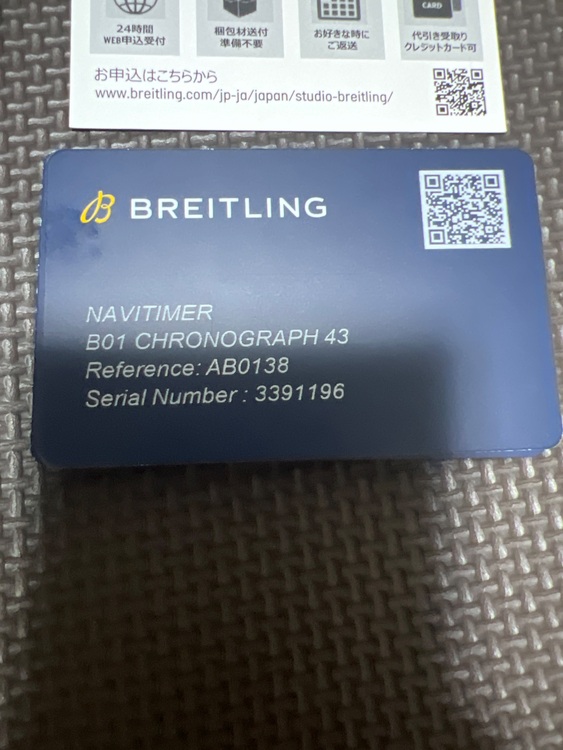 CARD
24時間
WEB申込受付
梱包材送付
準備不要
お好きな時に
ご返送
代引き受取り
クレジットカード可
お申込はこちらから
www.breitling.com/jp-ja/japan/studio-breitling/
B BREITLING
NAVITIMER
B01 CHRONOGRAPH 43
Reference: AB0138
Serial Number : 3391196